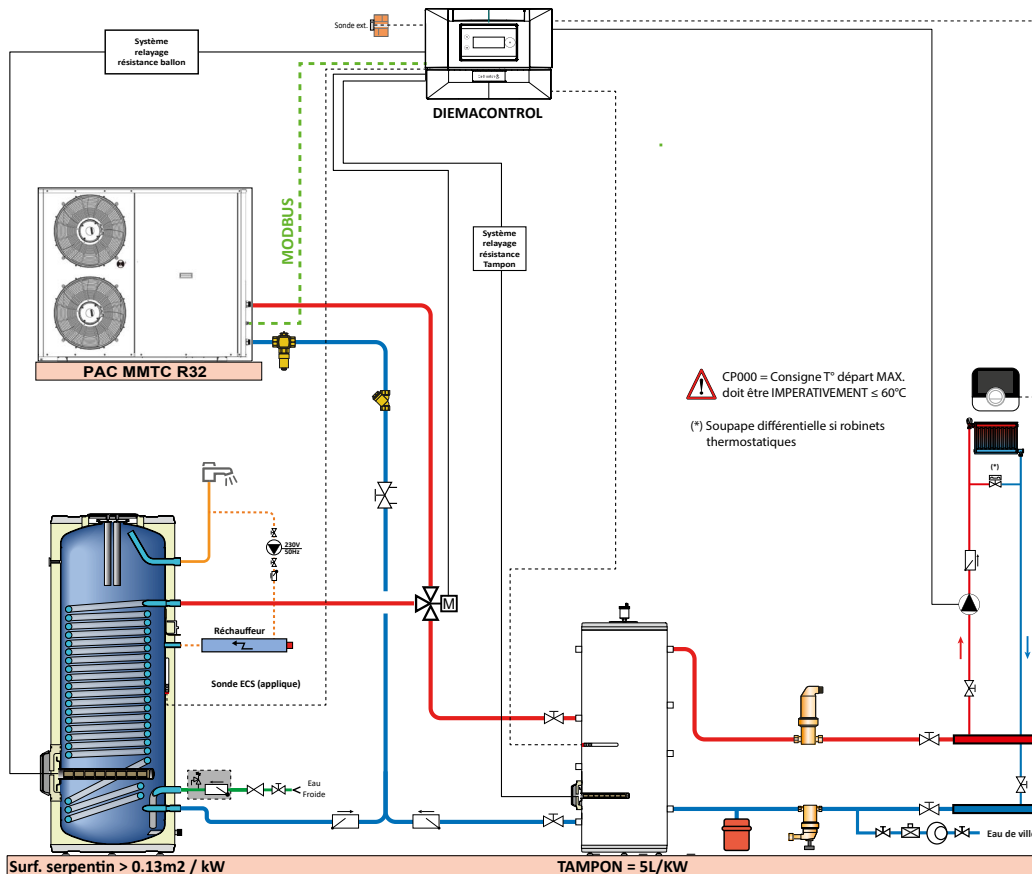 Sonde ext.
Système
relayage
résistance ballon
DIEMACONTROL
MODBUS
Système
relayage
résistance
Tampon
PAC MMTC R32
CP000 = Consigne T° départ MAX.
doit être IMPERATIVEMENT ≤ 60°C
(*) Soupape différentielle si robinets
thermostatiques
(*)
230V
50Hz
M
Réchauffeur
Sonde ECS (applique)
Eau
Froide
Eau de ville
Surf. serpentin > 0.13m2 / kW
TAMPON = 5L/KW